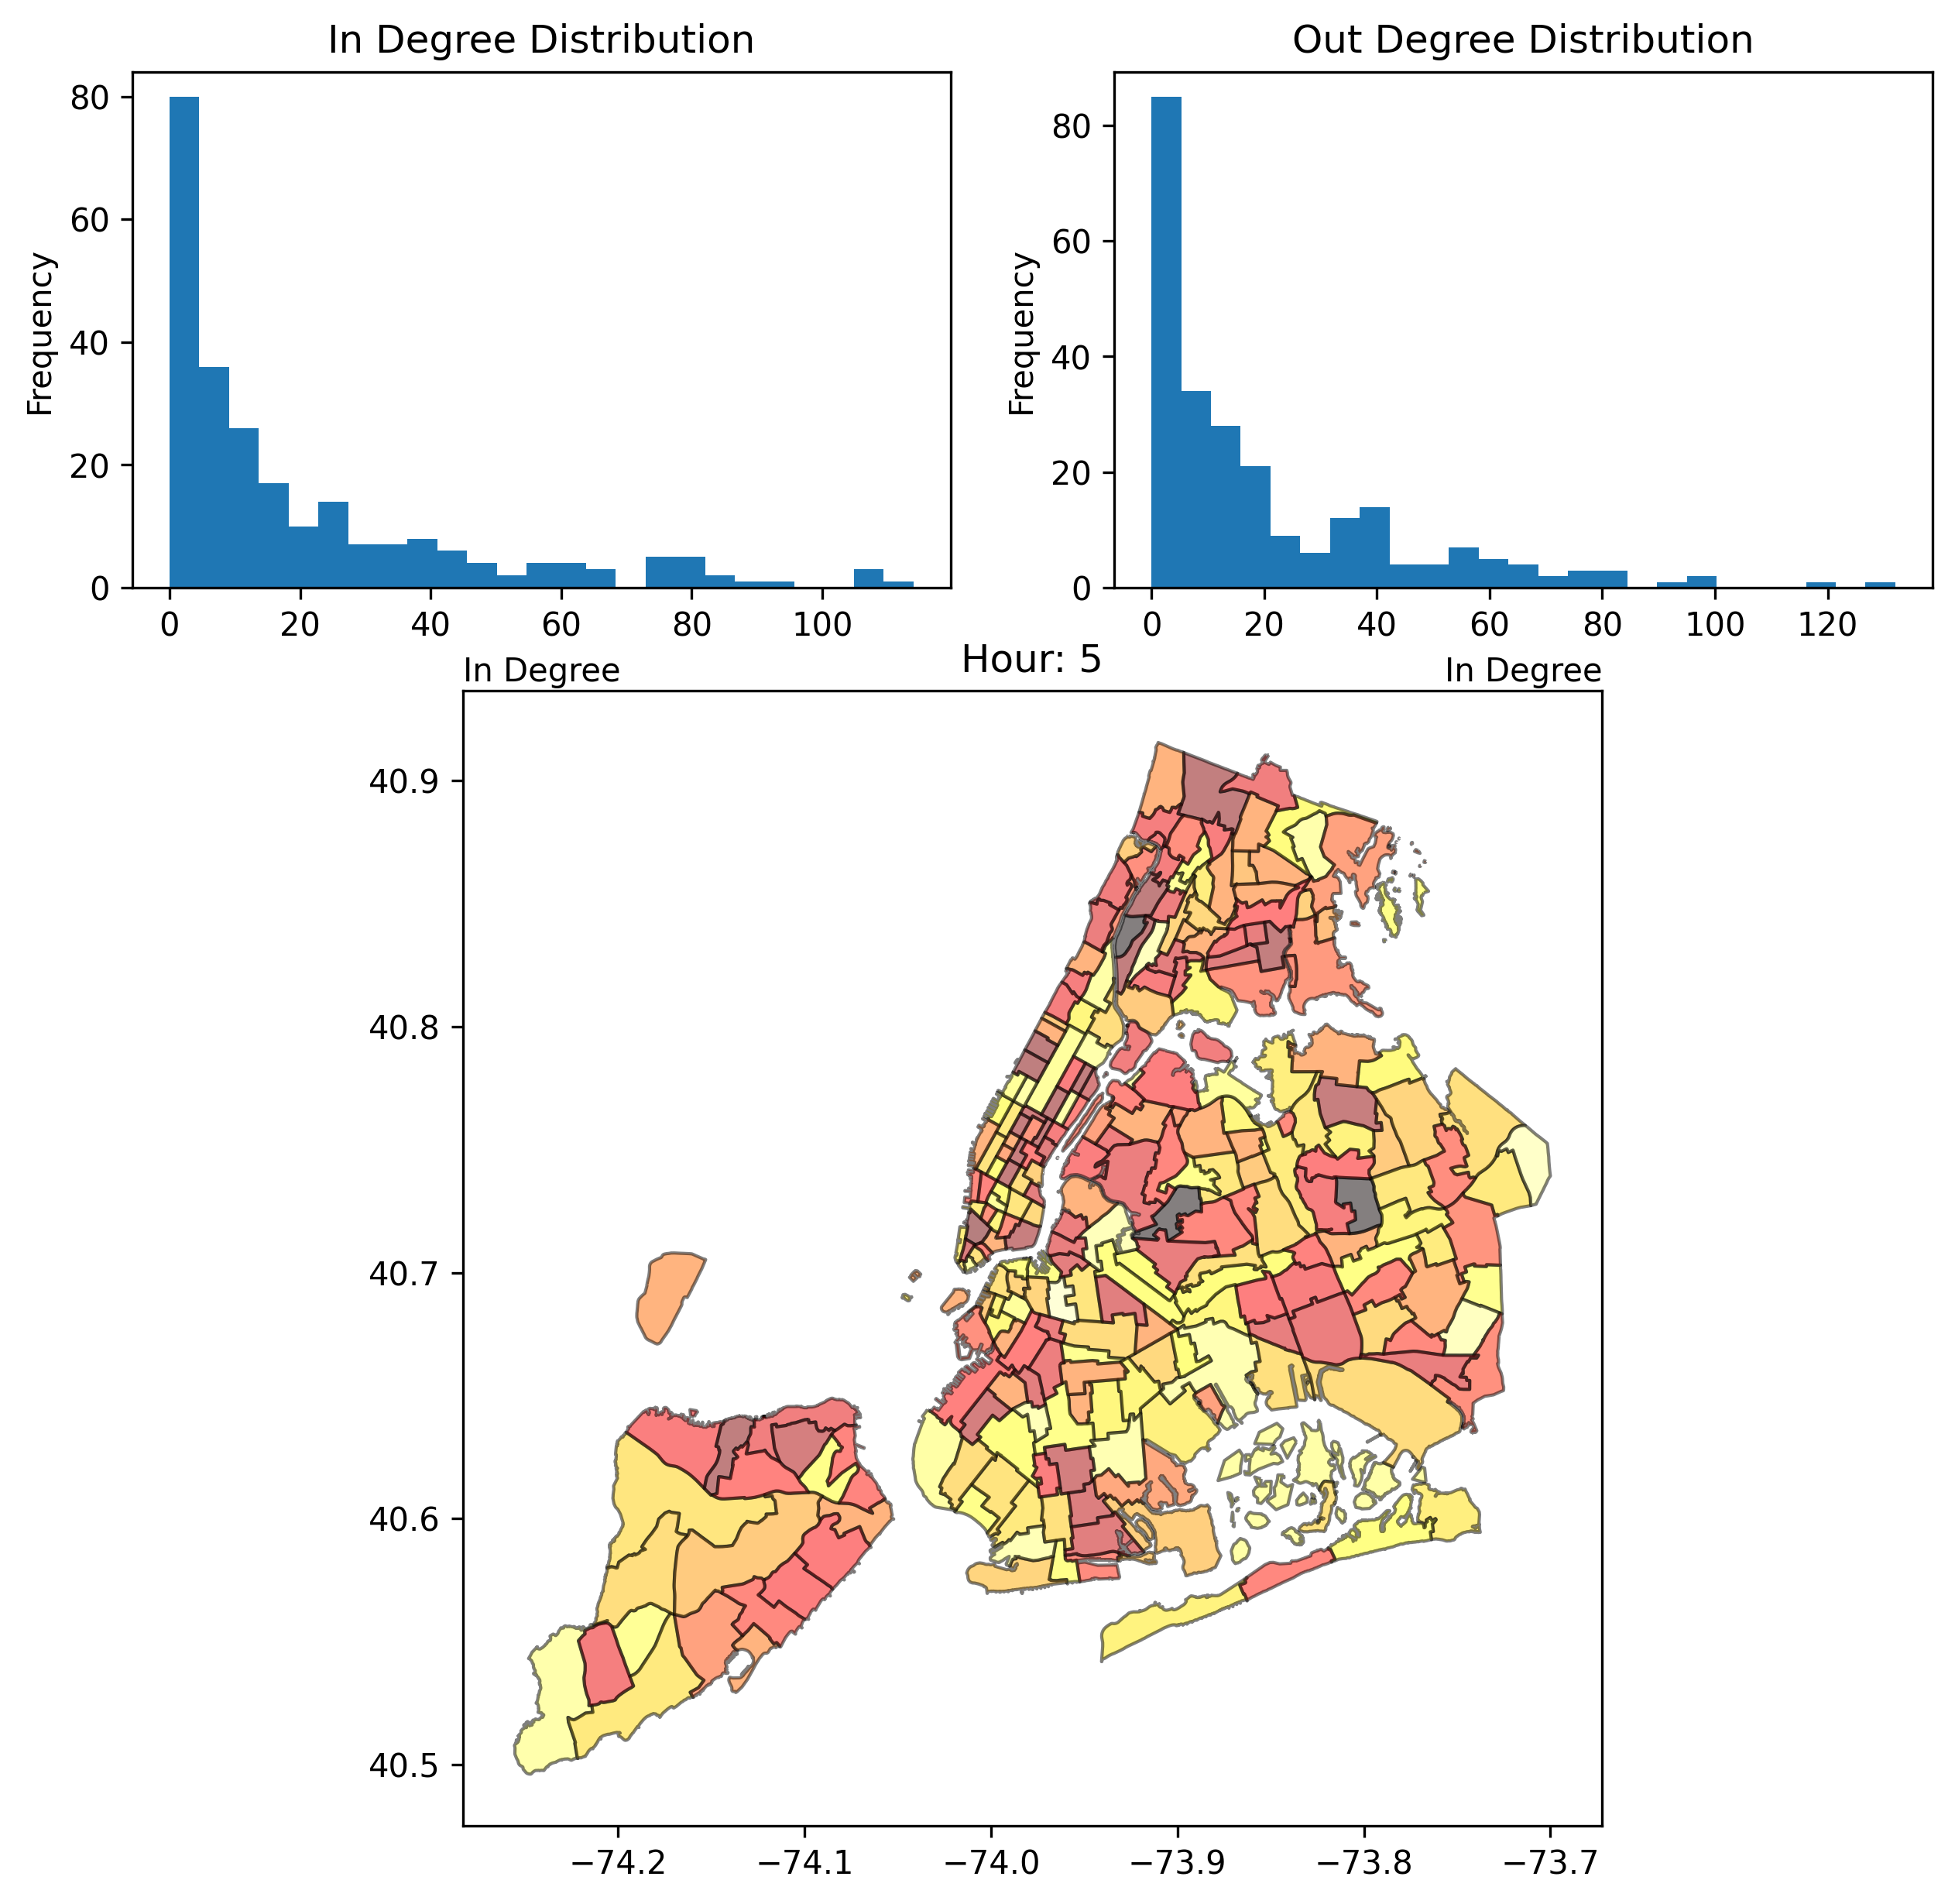 In Degree Distribution
Frequency
80
60
40
20
0
0 20 40 60 80 100
Out Degree Distribution
Frequency
80
60
40
20
0
0 20 40 60 80 100 120
In Degree Hour: 5 In Degree
40.9
40.8
40.7
40.6
40.5
−74.2 −74.1 −74.0 −73.9 −73.8 −73.7